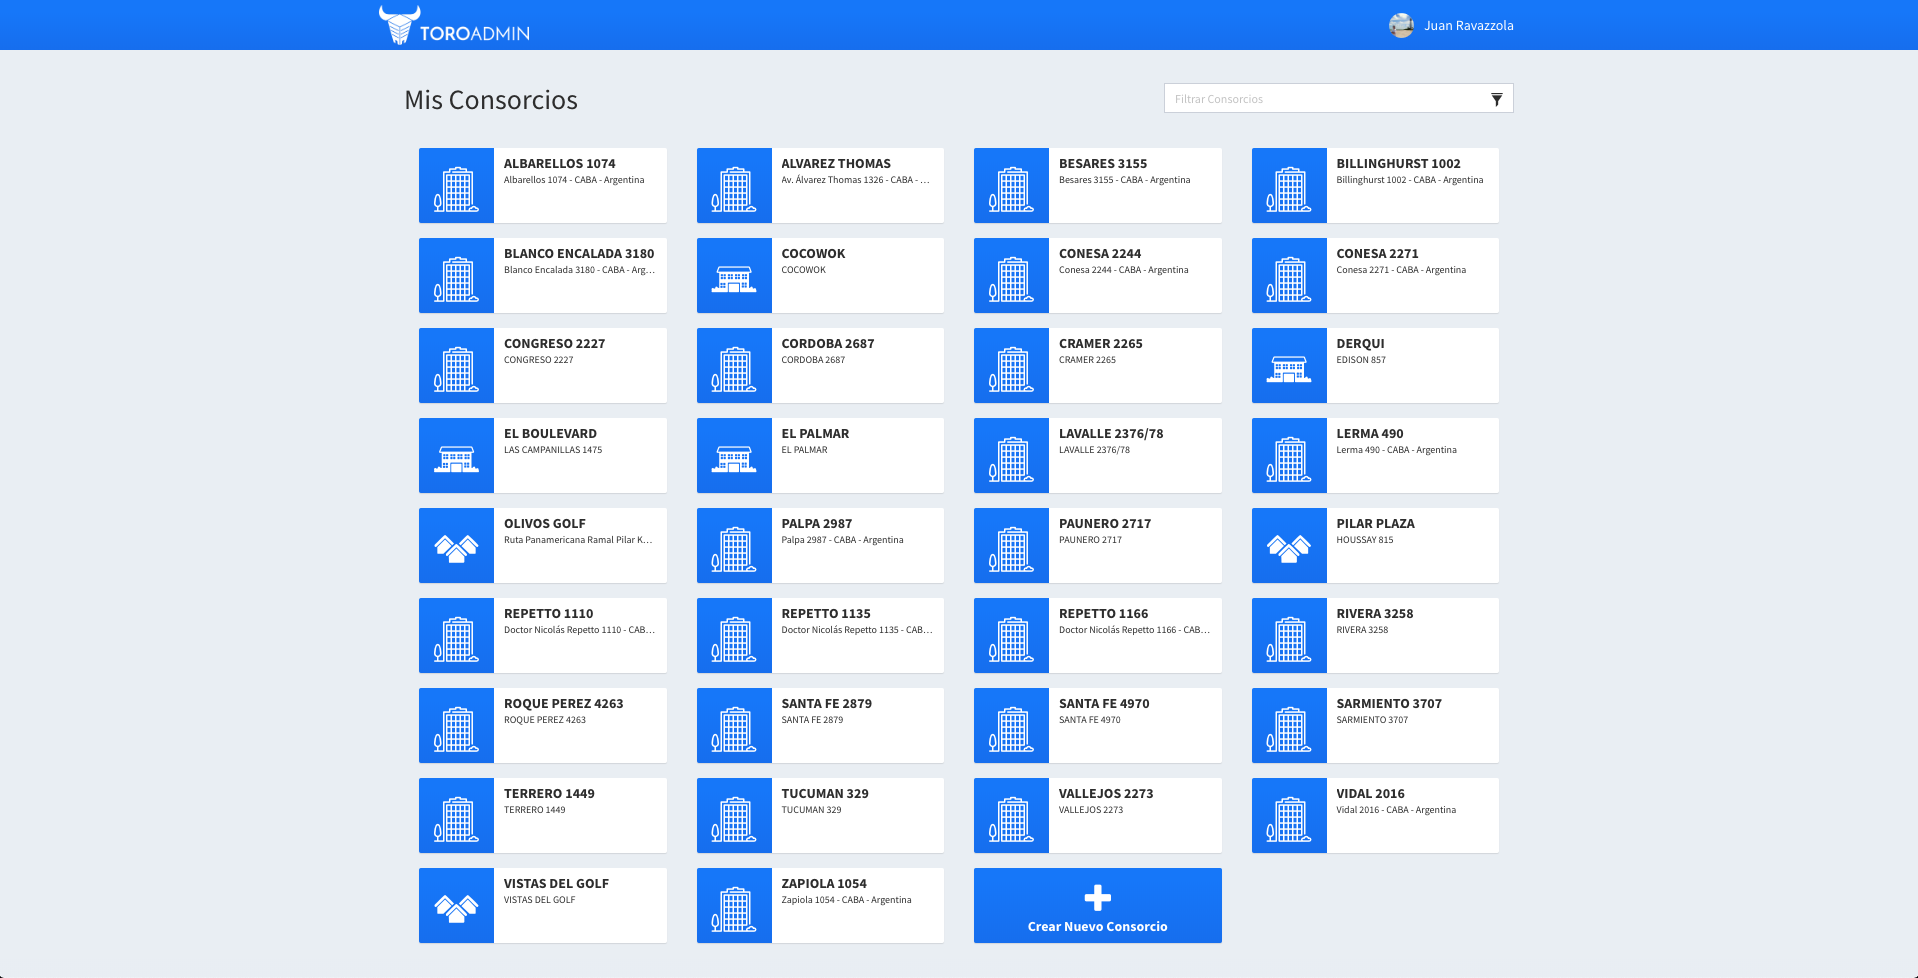 TOROADMIN
Juan Ravazzola
Mis Consorcios
Filtrar Consorcios
ALBARELLOS 1074
Albarellos 1074 - CABA - Argentina
ALVAREZ THOMAS
Av. Álvarez Thomas 1326 - CABA - ...
BESARES 3155
Besares 3155 - CABA - Argentina
BILLINGHURST 1002
Billinghurst 1002 - CABA - Argentina
BLANCO ENCALADA 3180
Blanco Encalada 3180 - CABA - Arg...
COCOWOK
COCOWOK
CONESA 2244
Conesa 2244 - CABA - Argentina
CONESA 2271
Conesa 2271 - CABA - Argentina
CONGRESO 2227
CONGRESO 2227
CORDOBA 2687
CORDOBA 2687
CRAMER 2265
CRAMER 2265
DERQUI
EDISON 857
EL BOULEVARD
LAS CAMPANILLAS 1475
EL PALMAR
EL PALMAR
LAVALLE 2376/78
LAVALLE 2376/78
LERMA 490
Lerma 490 - CABA - Argentina
OLIVOS GOLF
Ruta Panamericana Ramal Pilar K...
PALPA 2987
Palpa 2987 - CABA - Argentina
PAUNERO 2717
PAUNERO 2717
PILAR PLAZA
HOUSSAY 815
REPETTO 1110
Doctor Nicolás Repetto 1110 - CAB...
REPETTO 1135
Doctor Nicolás Repetto 1135 - CAB...
REPETTO 1166
Doctor Nicolás Repetto 1166 - CAB...
RIVERA 3258
RIVERA 3258
ROQUE PEREZ 4263
ROQUE PEREZ 4263
SANTA FE 2879
SANTA FE 2879
SANTA FE 4970
SANTA FE 4970
SARMIENTO 3707
SARMIENTO 3707
TERRERO 1449
TERRERO 1449
TUCUMAN 329
TUCUMAN 329
VALLEJOS 2273
VALLEJOS 2273
VIDAL 2016
Vidal 2016 - CABA - Argentina
VISTAS DEL GOLF
VISTAS DEL GOLF
ZAPIOLA 1054
Zapiola 1054 - CABA - Argentina
Crear Nuevo Consorcio